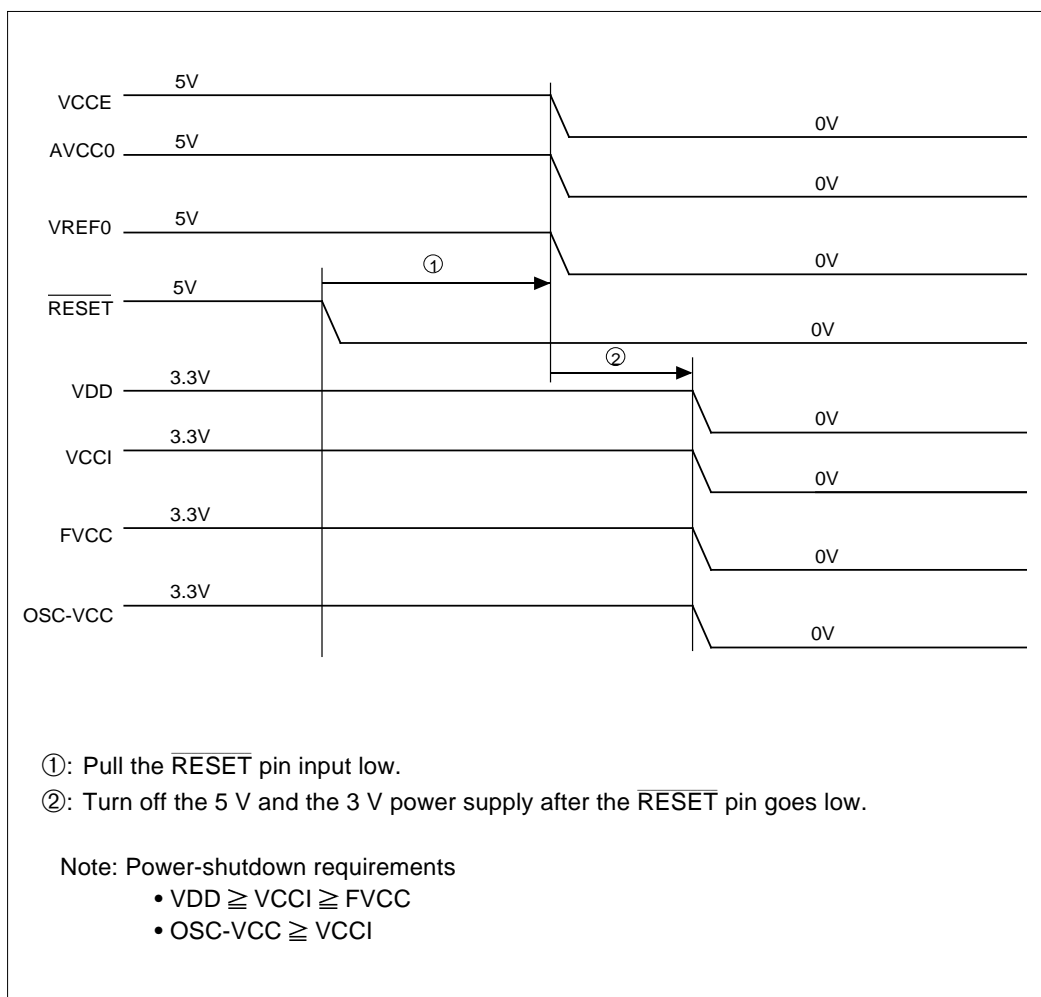 5V
VCCE
0V
5V
AVCC0
0V
5V
VREF0
0V
①
5V
RESET
0V
②
3.3V
VDD
0V
3.3V
VCCI
0V
3.3V
FVCC
0V
3.3V
OSC-VCC
0V
①: Pull the RESET pin input low.
②: Turn off the 5 V and the 3 V power supply after the RESET pin goes low.
Note: Power-shutdown requirements
• VDD ≧ VCCI ≧ FVCC
• OSC-VCC ≧ VCCI